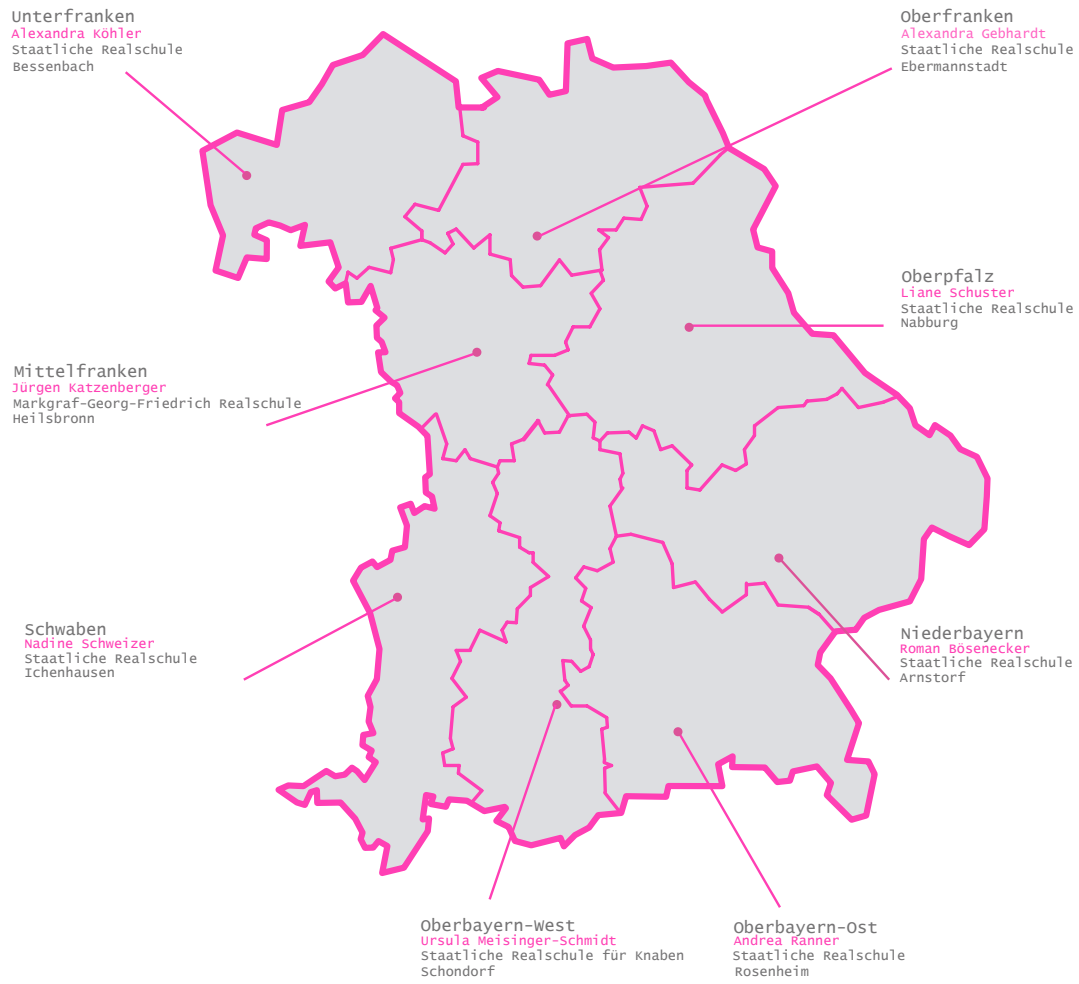 Unterfranken
Alexandra Köhler
Staatliche Realschule
Bessenbach
Oberfranken
Alexandra Gebhardt
Staatliche Realschule
Ebermannstadt
Oberpfalz
Liane Schuster
Staatliche Realschule
Nabburg
Mittelfranken
Jürgen Katzenberger
Markgraf-Georg-Friedrich Realschule
Heilsbronn
Schwaben
Nadine Schweizer
Staatliche Realschule
Ichenhausen
Niederbayern
Roman Bösenecker
Staatliche Realschule
Arnstorf
Oberbayern-West
Ursula Meisinger-Schmidt
Staatliche Realschule für Knaben
Schondorf
Oberbayern-Ost
Andrea Ranner
Staatliche Realschule
Rosenheim